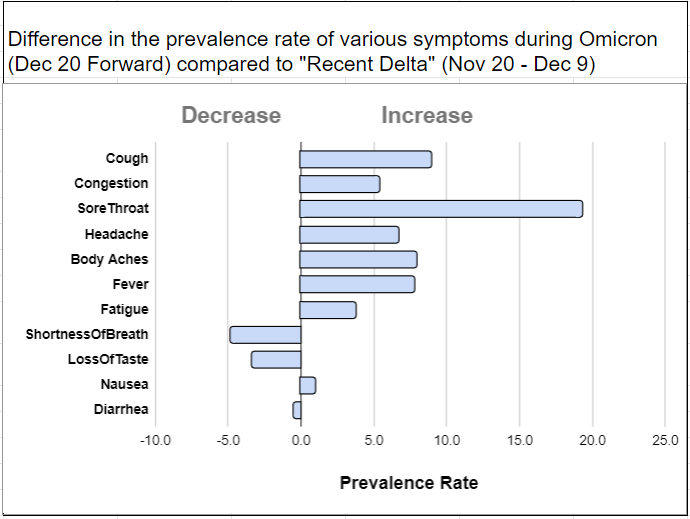 Difference in the prevalence rate of various symptoms during Omicron
(Dec 20 Forward) compared to "Recent Delta" (Nov 20 - Dec 9)
Decrease Increase
Cough
Congestion
SoreThroat
Headache
Body Aches
Fever
Fatigue
ShortnessOfBreath
LossOfTaste
Nausea
Diarrhea
-10.0 -5.0 0.0 5.0 10.0 15.0 20.0 25.0
Prevalence Rate